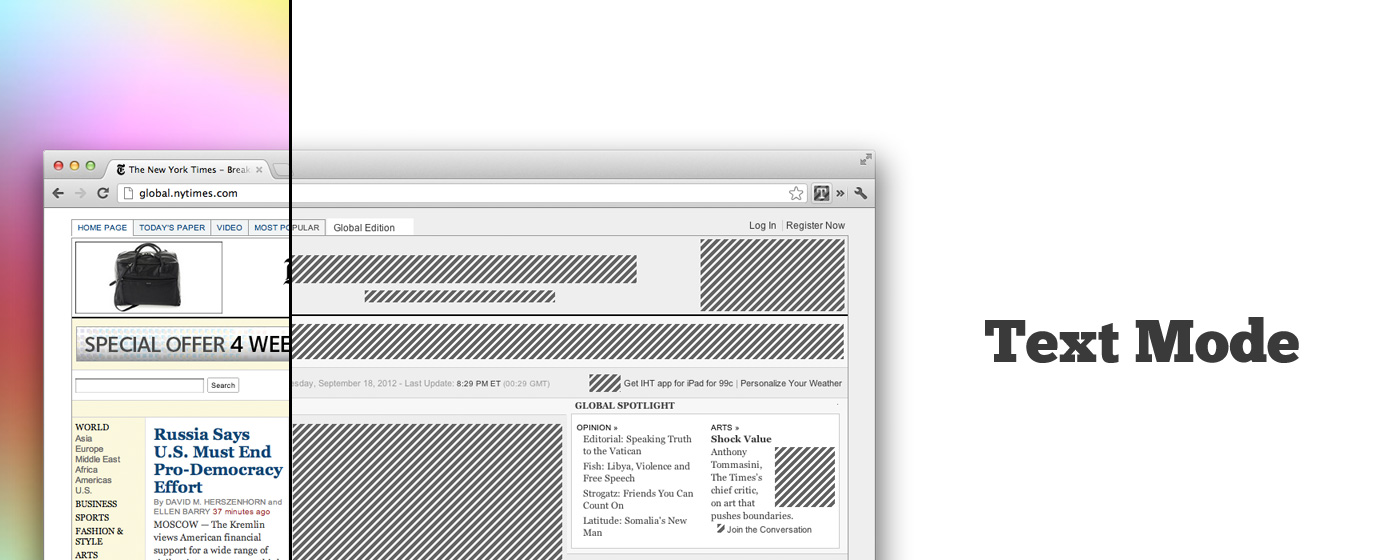 The New York Times – Break
global.nytimes.com
HOME PAGE
TODAY'S PAPER
VIDEO
MOST POPULAR
Global Edition
Log In
Register Now
SPECIAL OFFER 4 WEE
Search
sday, September 18, 2012 - Last Update: 8:29 PM ET (00:29 GMT)
Get IHT app for iPad for 99c | Personalize Your Weather
WORLD
Asia
Europe
Middle East
Africa
Americas
U.S.
BUSINESS
SPORTS
FASHION &
STYLE
ARTS
Russia Says
U.S. Must End
Pro-Democracy
Effort
By DAVID M. HERSZENHORN and
ELLEN BARRY 37 minutes ago
MOSCOW — The Kremlin
views American financial
support for a wide range of
GLOBAL SPOTLIGHT
OPINION »
Editorial: Speaking Truth
to the Vatican
Fish: Libya, Violence and
Free Speech
Strogatz: Friends You Can
Count On
Latitude: Somalia's New
Man
ARTS »
Shock Value
Anthony
Tommasini,
The Times's
chief critic,
on art that
pushes boundaries.
Join the Conversation
Text Mode